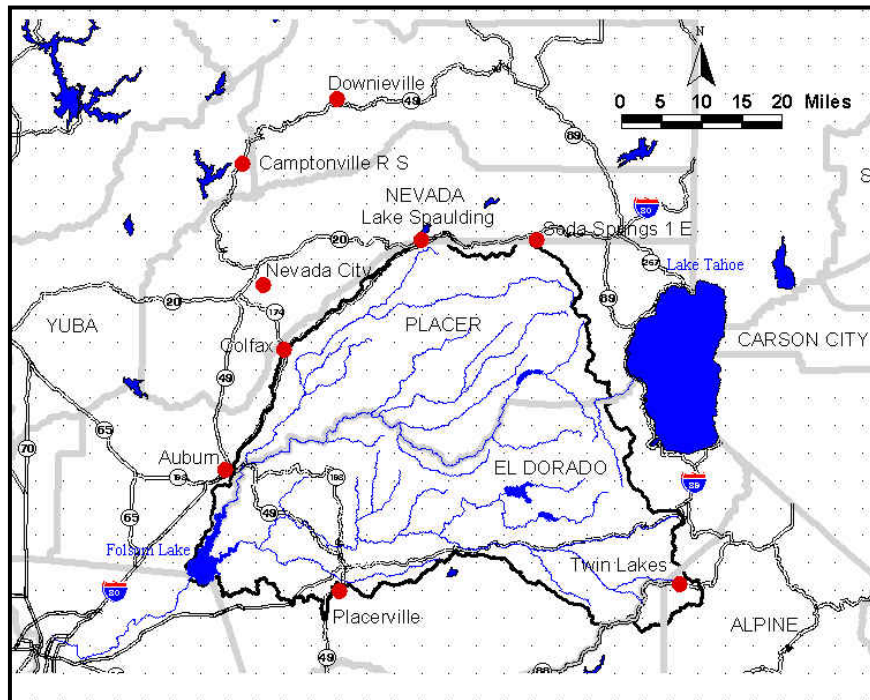 N
Downieville
49
0 5 10 15 20 Miles
89
Camptonville R S
NEVADA
Lake Spaulding
80
20
Soda Springs 1 E
267
Lake Tahoe
Nevada City
20
174
89
YUBA
PLACER
CARSON CITY
Colfax
49
65
70
Auburn
193
193
EL DORADO
49
65
Folsom Lake
Twin Lakes
80
Placerville
ALPINE
49
88